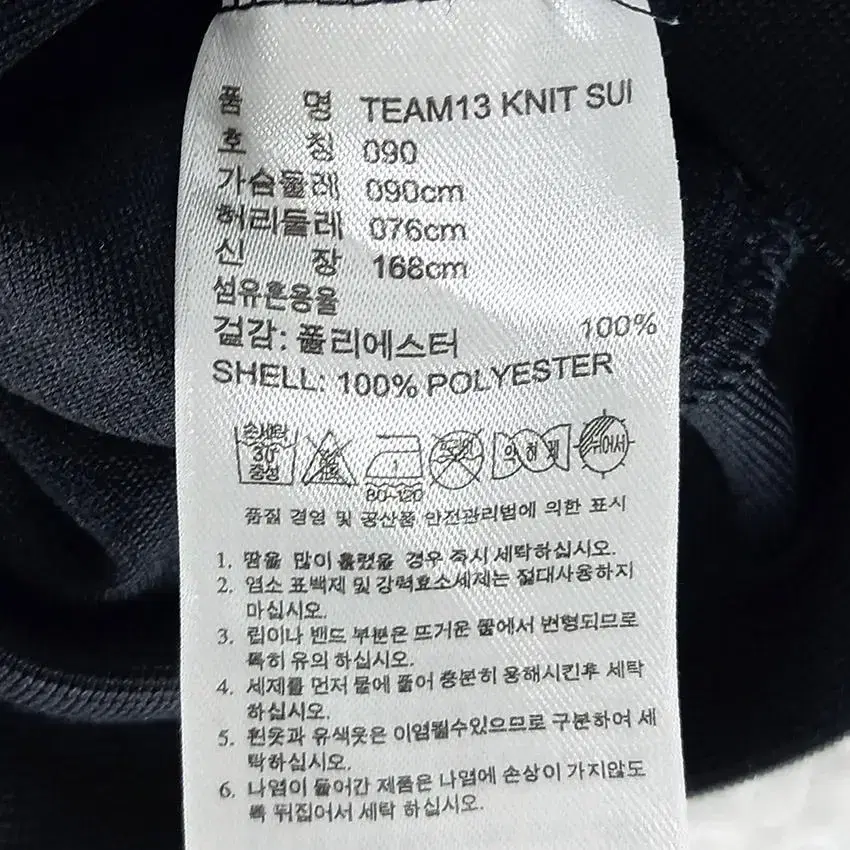 품 명 TEAM13 KNIT SUI
호 칭 090
가슴둘레 090cm
허리둘레 076cm
신 장 168cm
섬유혼용율
겉감: 폴리에스터 100%
SHELL: 100% POLYESTER
손세탁 30° 중성 80~120 약하게 뉘어서
품질 경영 및 공산품 안전관리법에 의한 표시
1. 땀을 많이 흘렸을 경우 즉시 세탁하십시오.
2. 염소 표백제 및 강력효소세제는 절대사용하지
마십시오.
3. 립이나 밴드 부분은 뜨거운 물에서 변형되므로
특히 유의 하십시오.
4. 세제를 먼저 물에 풀어 충분히 용해시킨후 세탁
하십시오.
5. 흰옷과 유색옷은 이염될수있으므로 구분하여 세
탁하십시오.
6. 나염이 들어간 제품은 나염에 손상이 가지않도
록 뒤집어서 세탁 하십시오.